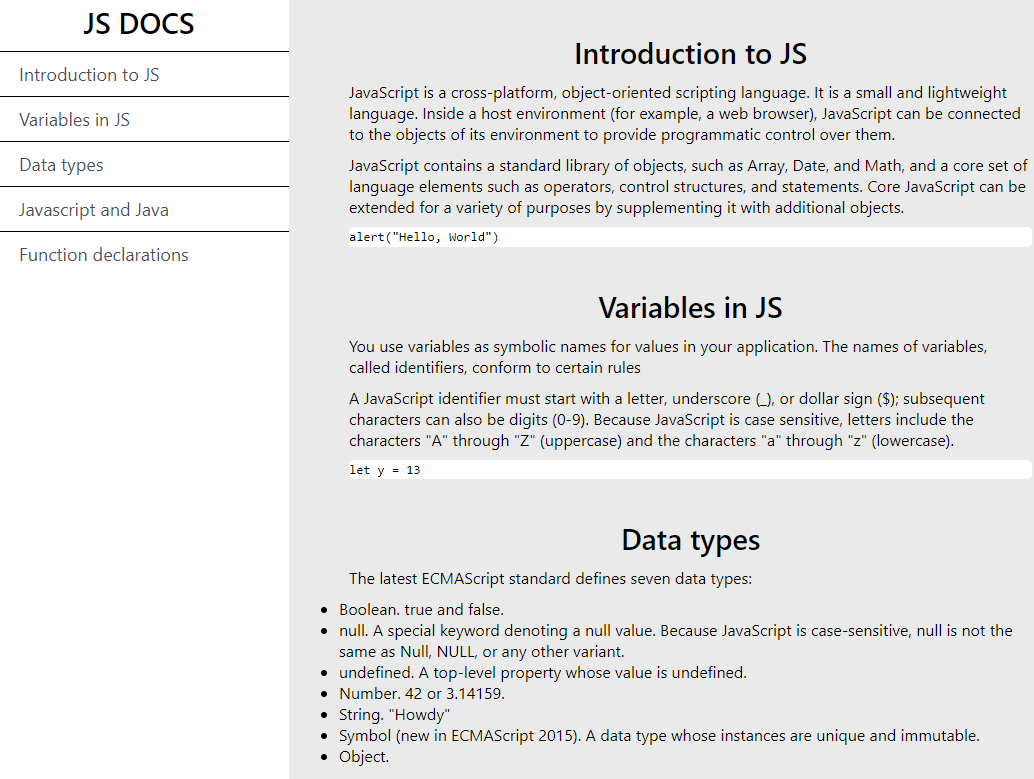 JS DOCS
Introduction to JS
Variables in JS
Data types
Javascript and Java
Function declarations
Introduction to JS
JavaScript is a cross-platform, object-oriented scripting language. It is a small and lightweight
language. Inside a host environment (for example, a web browser), JavaScript can be connected
to the objects of its environment to provide programmatic control over them.
JavaScript contains a standard library of objects, such as Array, Date, and Math, and a core set of
language elements such as operators, control structures, and statements. Core JavaScript can be
extended for a variety of purposes by supplementing it with additional objects.
alert("Hello, World")
Variables in JS
You use variables as symbolic names for values in your application. The names of variables,
called identifiers, conform to certain rules
A JavaScript identifier must start with a letter, underscore (_), or dollar sign ($); subsequent
characters can also be digits (0-9). Because JavaScript is case sensitive, letters include the
characters "A" through "Z" (uppercase) and the characters "a" through "z" (lowercase).
let y = 13
Data types
The latest ECMAScript standard defines seven data types:
• Boolean. true and false.
• null. A special keyword denoting a null value. Because JavaScript is case-sensitive, null is not the
same as Null, NULL, or any other variant.
• undefined. A top-level property whose value is undefined.
• Number. 42 or 3.14159.
• String. "Howdy"
• Symbol (new in ECMAScript 2015). A data type whose instances are unique and immutable.
• Object.